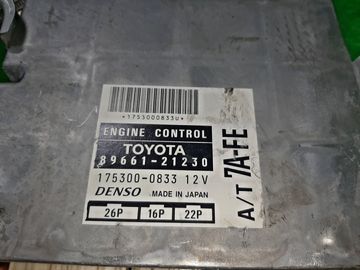 *1753000833U*
ENGINE CONTROL
TOYOTA
89661-21230
175300-0833 12V
DENSO MADE IN JAPAN
26P 16P 22P
A/T 7A-FE